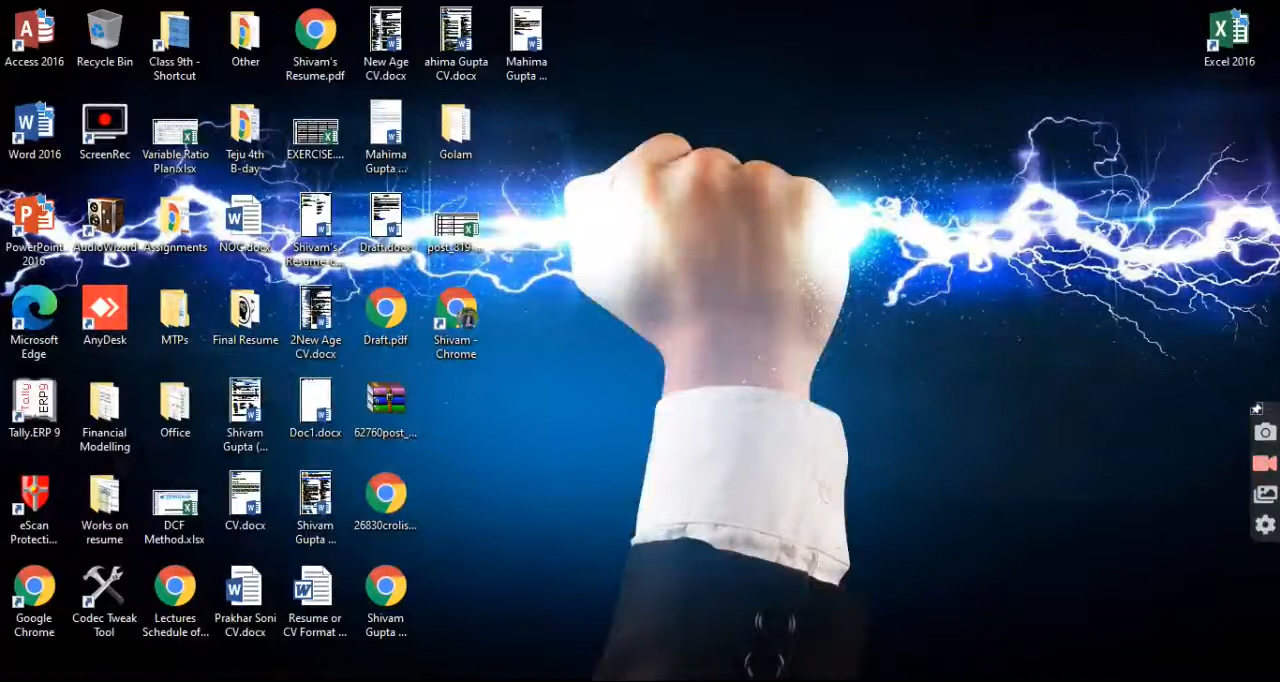 Access 2016
Recycle Bin
Class 9th -
Shortcut
Other
Shivam's
Resume.pdf
New Age
CV.docx
ahima Gupta
CV.docx
Mahima
Gupta ...
Excel 2016
Word 2016
ScreenRec
Variable Ratio
Plan.xlsx
Teju 4th
B-day
EXERCISE....
Mahima
Gupta ...
Golam
PowerPoint
2016
AudioWizard
Assignments
NOC.docx
Shivam's
Resume-c...
Draft.docx
post_819_...
Microsoft
Edge
AnyDesk
MTPs
Final Resume
2New Age
CV.docx
Draft.pdf
Shivam -
Chrome
Tally.ERP 9
Financial
Modelling
Office
Shivam
Gupta (...
Doc1.docx
62760post_...
eScan
Protecti...
Works on
resume
DCF
Method.xlsx
CV.docx
Shivam
Gupta ...
26830crolis...
Google
Chrome
Codec Tweak
Tool
Lectures
Schedule of...
Prakhar Soni
CV.docx
Resume or
CV Format ...
Shivam
Gupta ...